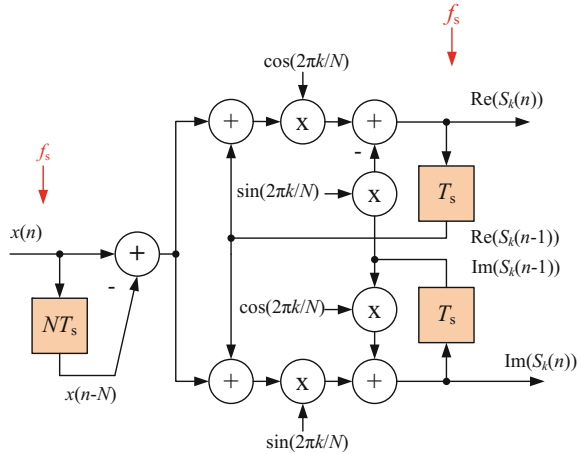 fs
cos(2πk/N)
Re(Sk(n))
+
x
+
-
fs
sin(2πk/N)
x
Ts
x(n)
+
-
Re(Sk(n-1))
Im(Sk(n-1))
NTs
cos(2πk/N)
x
Ts
x(n-N)
+
x
+
Im(Sk(n))
sin(2πk/N)